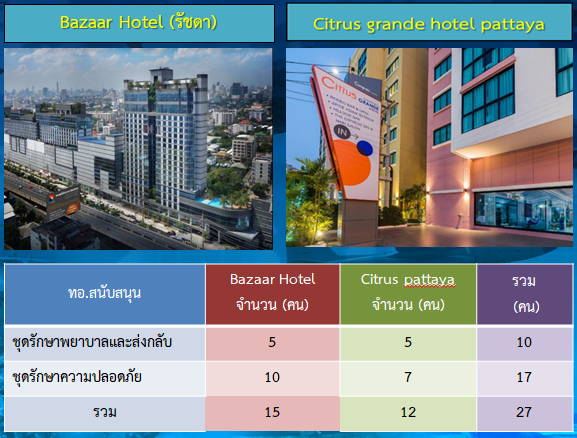 Bazaar Hotel (รัชดา)
Citrus grande hotel pattaya
Citrus
GRANDE
IN
ทอ.สนับสนุน
Bazaar Hotel
จำนวน (คน)
Citrus pattaya
จำนวน (คน)
รวม
(คน)
ชุดรักษาพยาบาลและส่งกลับ 5 5 10
ชุดรักษาความปลอดภัย 10 7 17
รวม 15 12 27